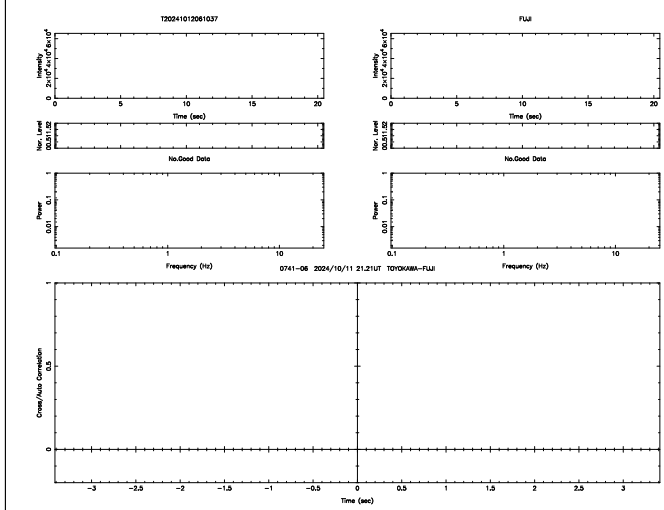 T20241012061037
FUJI
Intensity
0 2×10⁴ 4×10⁴ 6×10⁴
0 5 10 15 20
Time (sec)
Intensity
0 2×10⁴ 4×10⁴ 6×10⁴
0 5 10 15 20
Time (sec)
Nor. Level
00.511.52
Nor. Level
00.511.52
No.Good Data
No.Good Data
Power
0.01 0.1 1
0.1 1 10
Frequency (Hz)
Power
0.01 0.1 1
0.1 1 10
Frequency (Hz)
0741-06 2024/10/11 21.21UT TOYOKAWA-FUJI
Cross/Auto Correlation
0 0.5 1
-3 -2.5 -2 -1.5 -1 -0.5 0 0.5 1 1.5 2 2.5 3
Time (sec)